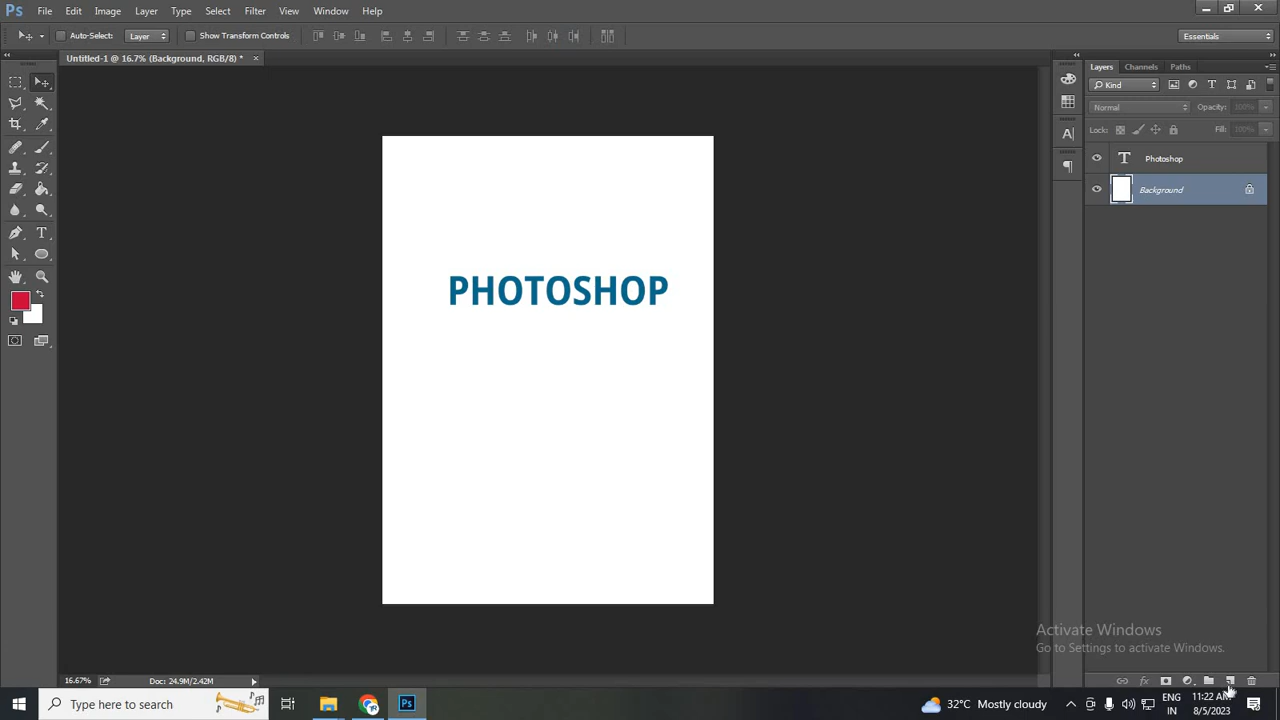 Ps File Edit Image Layer Type Select Filter View Window Help
Auto-Select: Layer Show Transform Controls Essentials
Untitled-1 @ 16.7% (Background, RGB/8) * ×
Layers Channels Paths
Kind
Normal Opacity: 100%
Lock: Fill: 100%
Photoshop
Background
PHOTOSHOP
Activate Windows
Go to Settings to activate Windows.
16.67% Doc: 24.9M/2.42M
Type here to search
Ps
32°C Mostly cloudy
ENG
IN
11:22 AM
8/5/2023